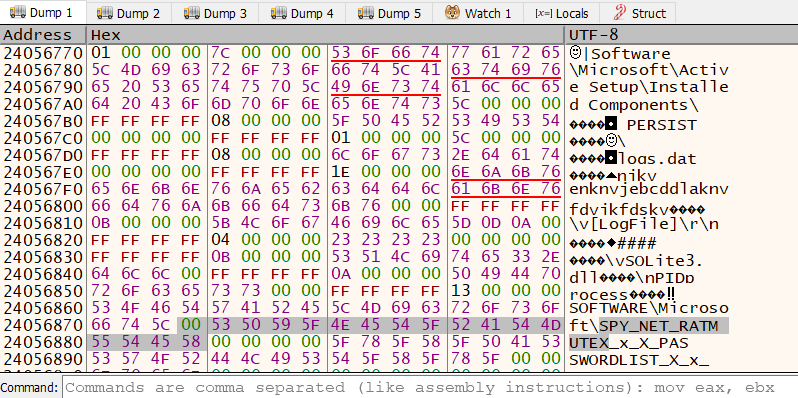 Dump 1 Dump 2 Dump 3 Dump 4 Dump 5 Watch 1 [x=] Locals Struct
Address Hex UTF-8
24056770 01 00 00 00 7C 00 00 00 53 6F 66 74 77 61 72 65 ☺|Software
24056780 5C 4D 69 63 72 6F 73 6F 66 74 5C 41 63 74 69 76 \Microsoft\Activ
24056790 65 20 53 65 74 75 70 5C 49 6E 73 74 61 6C 6C 65 e Setup\Installe
240567A0 64 20 43 6F 6D 70 6F 6E 65 6E 74 73 5C 00 00 00 d Components\
240567B0 FF FF FF FF 08 00 00 00 5F 50 45 52 53 49 53 54 ����◘_PERSIST
240567C0 00 00 00 00 FF FF FF FF 01 00 00 00 5C 00 00 00 ����☺\
240567D0 FF FF FF FF 08 00 00 00 6C 6F 67 73 2E 64 61 74 ����◘logs.dat
240567E0 00 00 00 00 FF FF FF FF 1E 00 00 00 6E 6A 6B 76 ����▲njkv
240567F0 65 6E 6B 6E 76 6A 65 62 63 64 64 6C 61 6B 6E 76 enknvjebcddlaknv
24056800 66 64 76 6A 6B 66 64 73 6B 76 00 00 FF FF FF FF fdvjkfdskv����
24056810 0B 00 00 00 5B 4C 6F 67 46 69 6C 65 5D 0D 0A 00 \v[LogFile]\r\n
24056820 FF FF FF FF 04 00 00 00 23 23 23 23 00 00 00 00 ����♦####
24056830 FF FF FF FF 0B 00 00 00 53 51 4C 69 74 65 33 2E ����\vSQLite3.
24056840 64 6C 6C 00 FF FF FF FF 0A 00 00 00 50 49 44 70 dll����\nPIDp
24056850 72 6F 63 65 73 73 00 00 FF FF FF FF 13 00 00 00 rocess����‼
24056860 53 4F 46 54 57 41 52 45 5C 4D 69 63 72 6F 73 6F SOFTWARE\Microso
24056870 66 74 5C 00 53 50 59 5F 4E 45 54 5F 52 41 54 4D ft\SPY_NET_RATM
24056880 55 54 45 58 00 00 00 00 5F 78 5F 58 5F 50 41 53 UTEX_x_X_PAS
24056890 53 57 4F 52 44 4C 49 53 54 5F 58 5F 78 5F 00 00 SWORDLIST_X_x_
Command: Commands are comma separated (like assembly instructions): mov eax, ebx